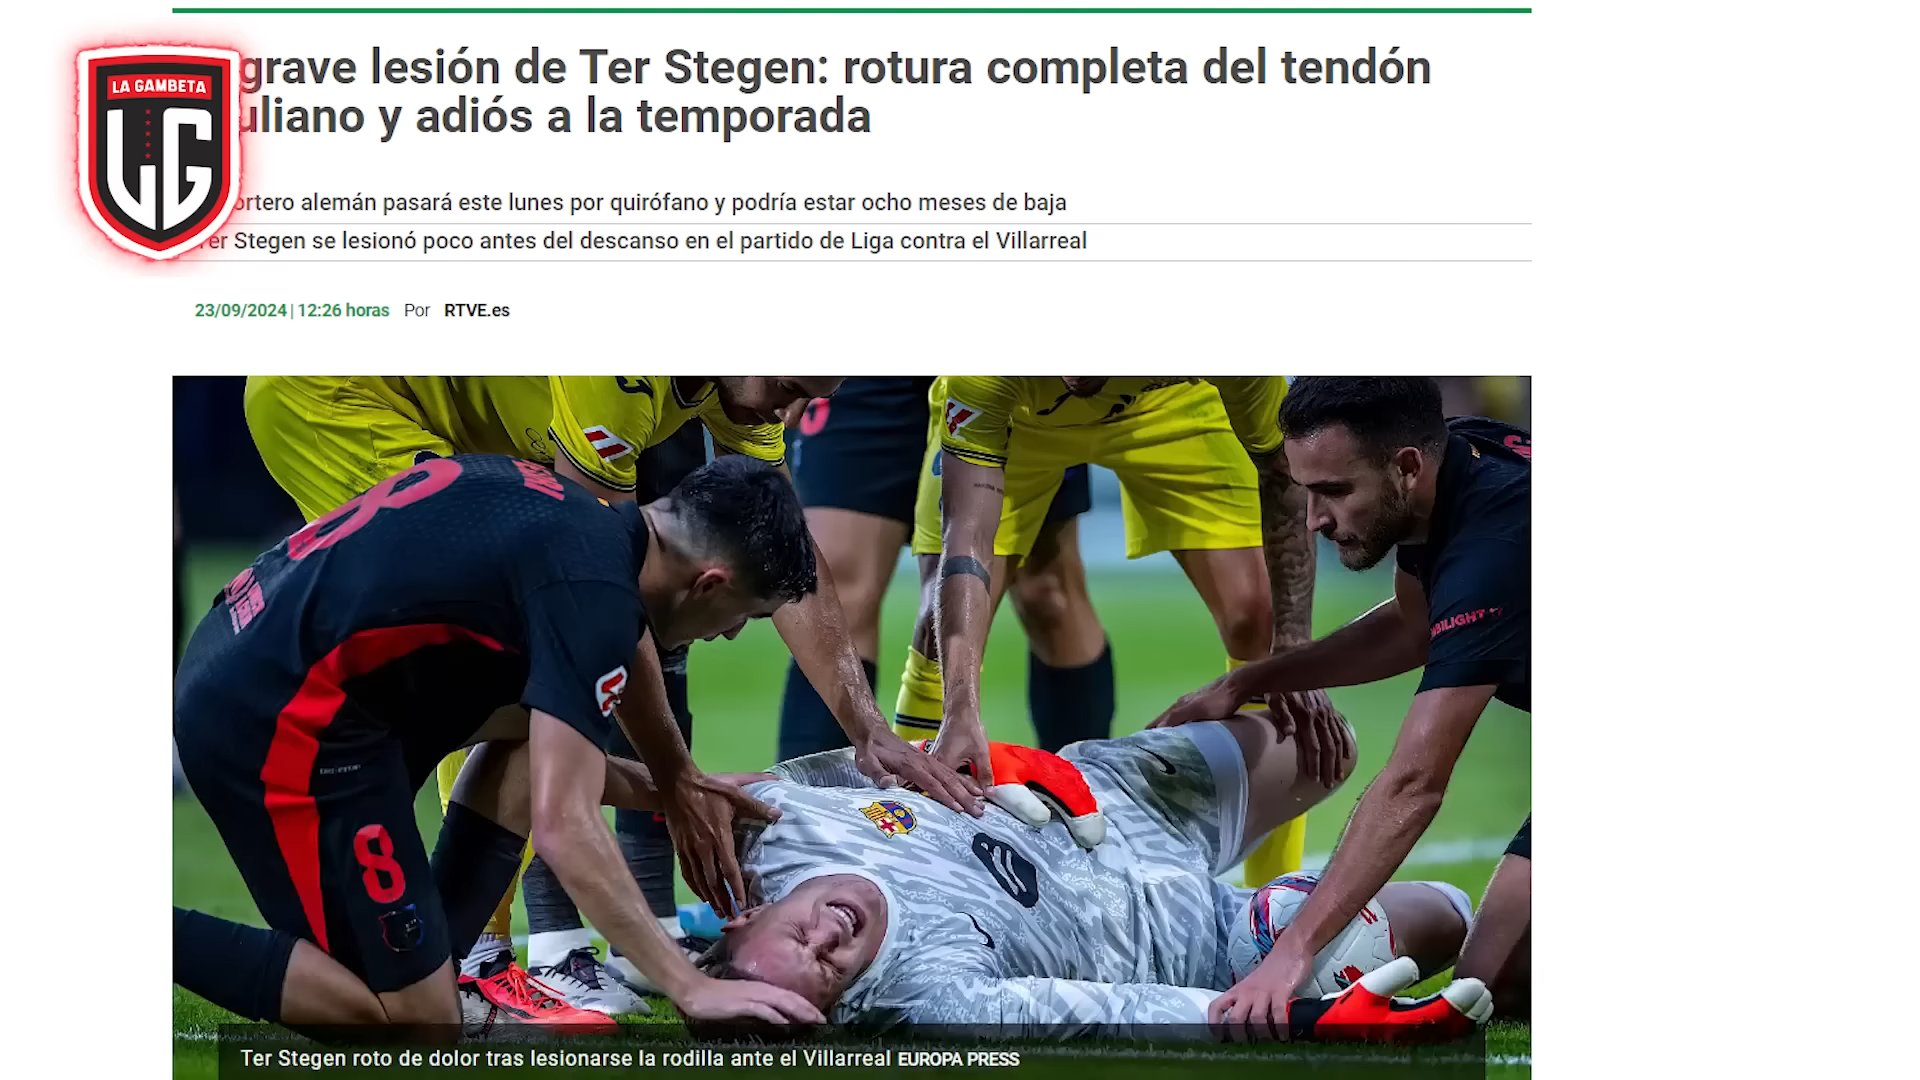 LA GAMBETA
LG
grave lesión de Ter Stegen: rotura completa del tendón
uliano y adiós a la temporada
ortero alemán pasará este lunes por quirófano y podría estar ocho meses de baja
Ter Stegen se lesionó poco antes del descanso en el partido de Liga contra el Villarreal
23/09/2024 | 12:26 horas Por RTVE.es
8
8
Ter Stegen roto de dolor tras lesionarse la rodilla ante el Villarreal EUROPA PRESS